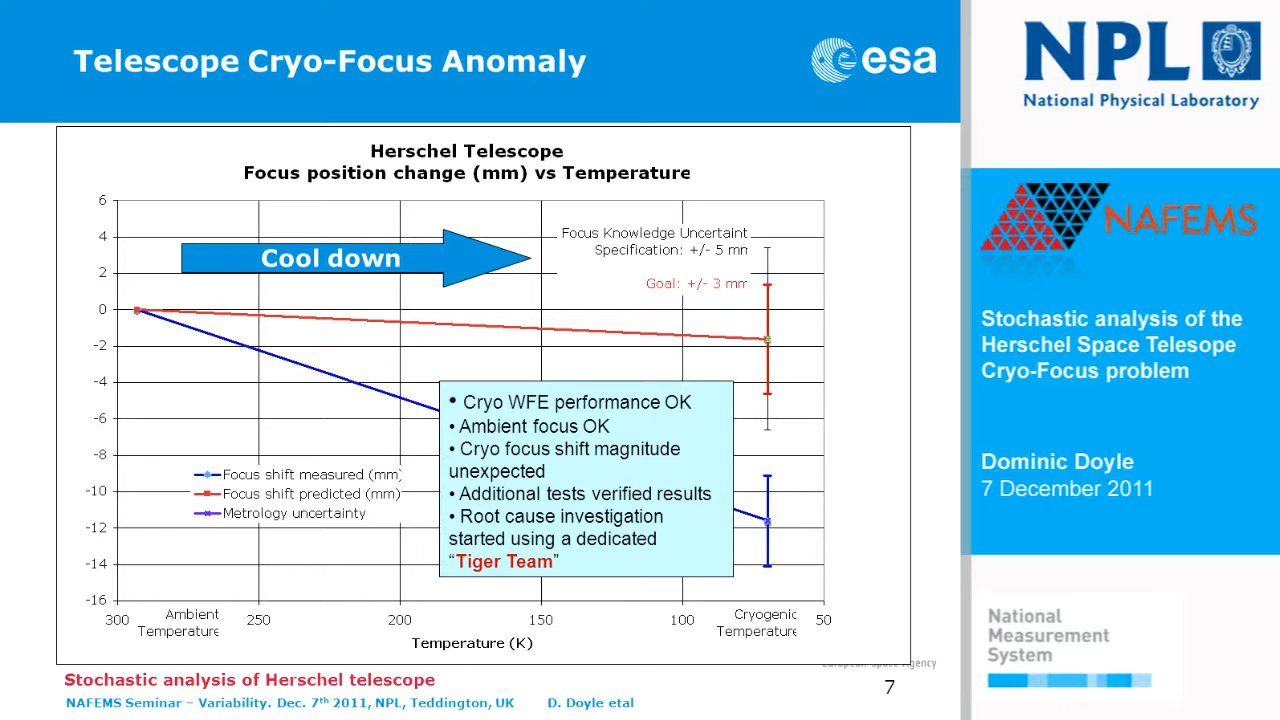 Telescope Cryo-Focus Anomaly
esa
Herschel Telescope
Focus position change (mm) vs Temperature
6
4
2
0
-2
-4
-6
-8
-10
-12
-14
-16
Cool down
Focus Knowledge Uncertaint
Specification: +/- 5 mm
Goal: +/- 3 mm
• Cryo WFE performance OK
• Ambient focus OK
• Cryo focus shift magnitude
unexpected
• Additional tests verified results
• Root cause investigation
started using a dedicated
“Tiger Team”
Focus shift measured (mm)
Focus shift predicted (mm)
Metrology uncertainty
300
Ambient
Temperature
250
200
150
100
Cryogenic
Temperature
50
Temperature (K)
European Space Agency
Stochastic analysis of Herschel telescope
7
NAFEMS Seminar – Variability. Dec. 7th 2011, NPL, Teddington, UK D. Doyle etal
NPL
National Physical Laboratory
NAFEMS
Stochastic analysis of the
Herschel Space Telesope
Cryo-Focus problem
Dominic Doyle
7 December 2011
National
Measurement
System